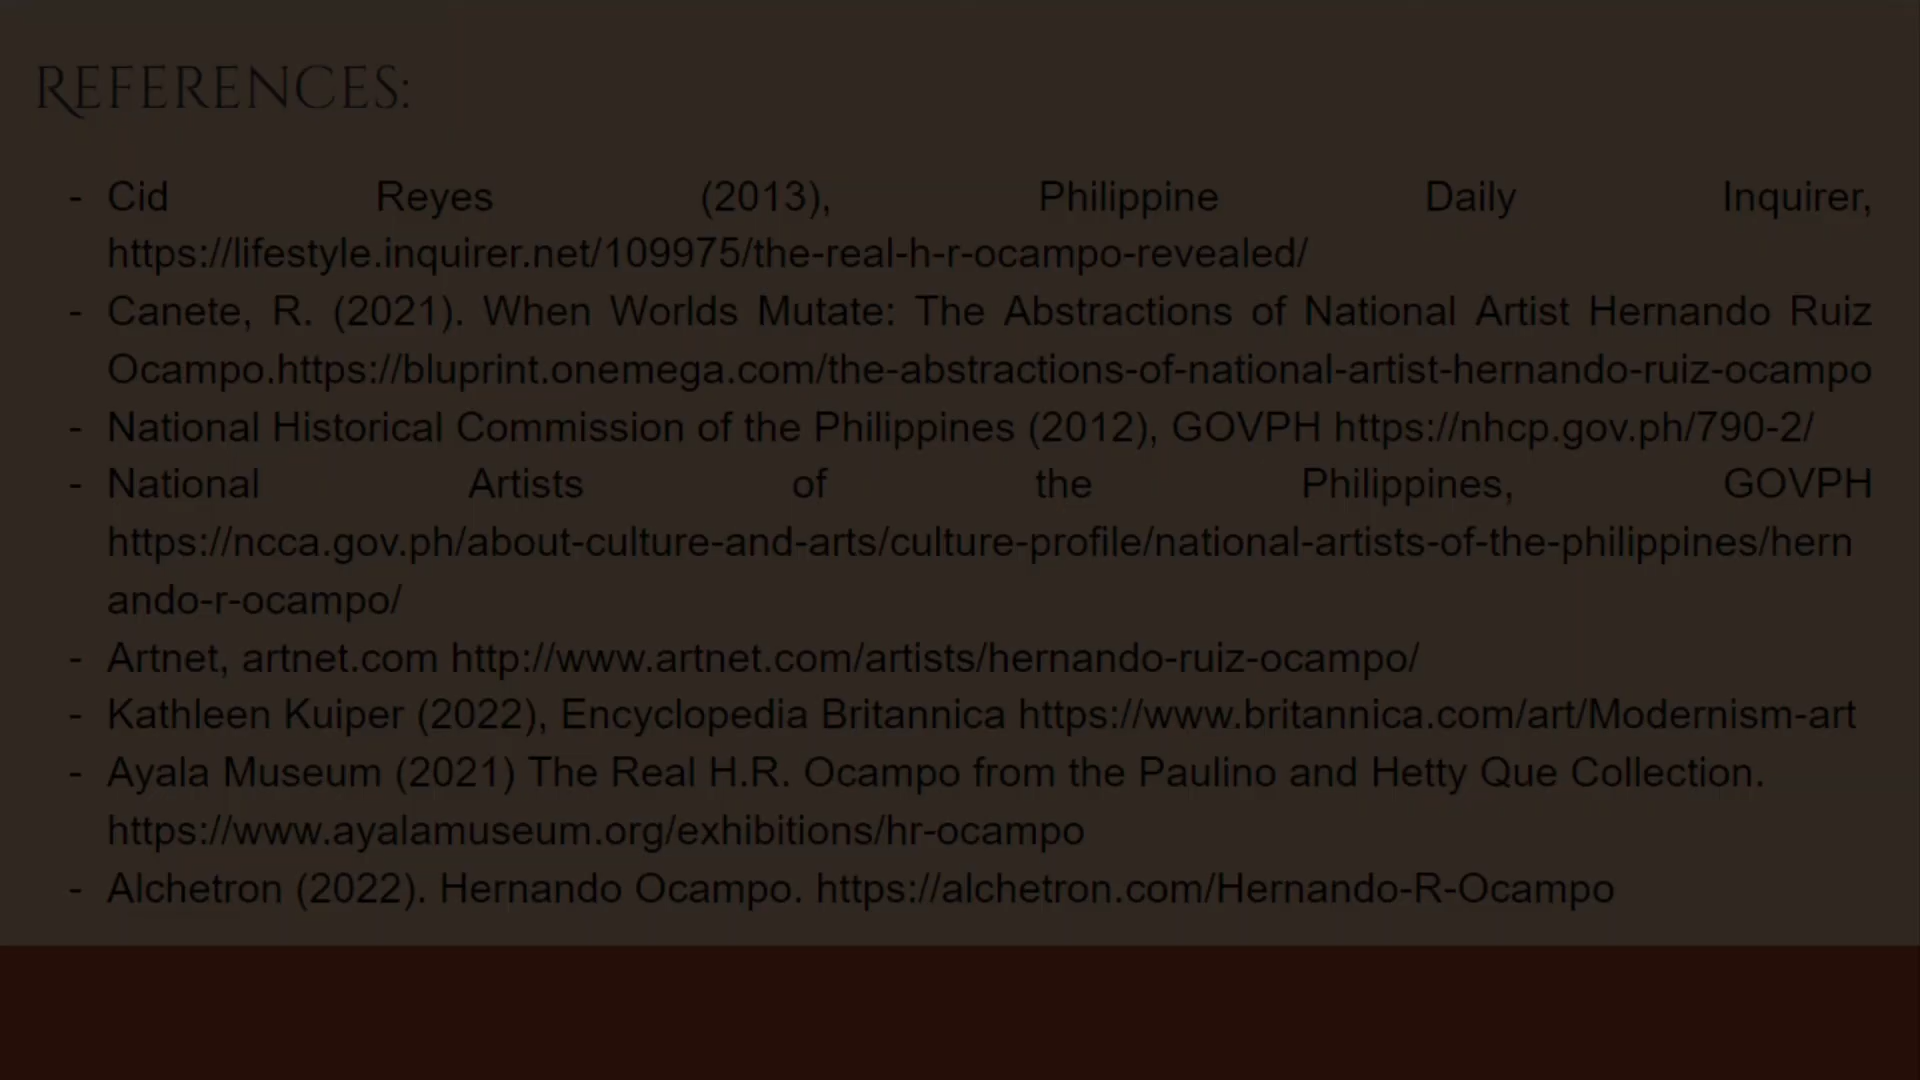 REFERENCES:
- Cid Reyes (2013), Philippine Daily Inquirer,
https://lifestyle.inquirer.net/109975/the-real-h-r-ocampo-revealed/
- Canete, R. (2021). When Worlds Mutate: The Abstractions of National Artist Hernando Ruiz
Ocampo.https://bluprint.onemega.com/the-abstractions-of-national-artist-hernando-ruiz-ocampo
- National Historical Commission of the Philippines (2012), GOVPH https://nhcp.gov.ph/790-2/
- National Artists of the Philippines, GOVPH
https://ncca.gov.ph/about-culture-and-arts/culture-profile/national-artists-of-the-philippines/hern
ando-r-ocampo/
- Artnet, artnet.com http://www.artnet.com/artists/hernando-ruiz-ocampo/
- Kathleen Kuiper (2022), Encyclopedia Britannica https://www.britannica.com/art/Modernism-art
- Ayala Museum (2021) The Real H.R. Ocampo from the Paulino and Hetty Que Collection.
https://www.ayalamuseum.org/exhibitions/hr-ocampo
- Alchetron (2022). Hernando Ocampo. https://alchetron.com/Hernando-R-Ocampo